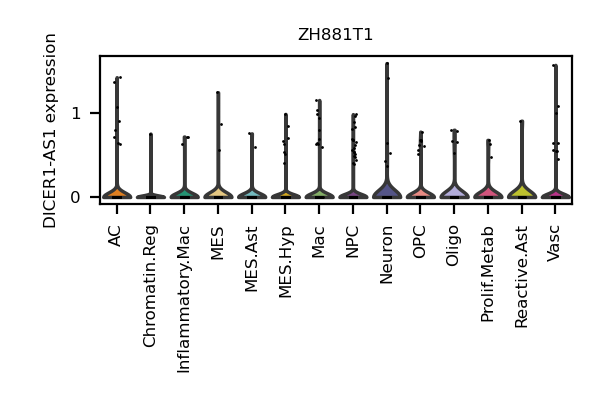 ZH881T1
DICER1-AS1 expression
1
0
AC
Chromatin.Reg
Inflammatory.Mac
MES
MES.Ast
MES.Hyp
Mac
NPC
Neuron
OPC
Oligo
Prolif.Metab
Reactive.Ast
Vasc